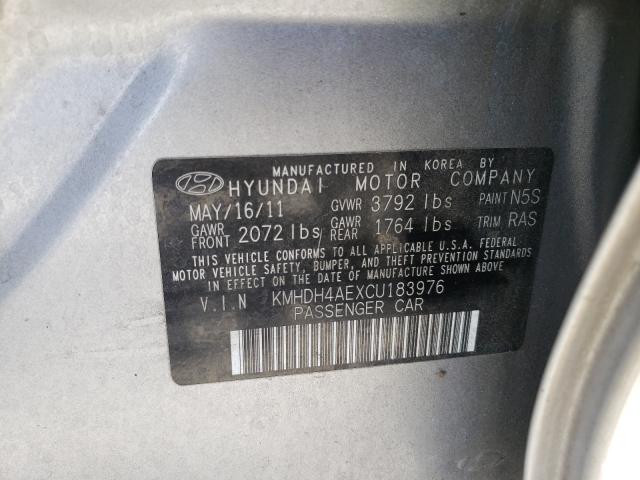 MANUFACTURED IN KOREA BY
HYUNDAI MOTOR COMPANY
MAY/16/11 GVWR 3792 lbs PAINT N5S
GAWR FRONT 2072 lbs GAWR REAR 1764 lbs TRIM RAS
THIS VEHICLE CONFORMS TO ALL APPLICABLE U.S.A. FEDERAL
MOTOR VEHICLE SAFETY, BUMPER, AND THEFT PREVENTION STANDARDS
IN EFFECT ON THE DATE OF MANUFACTURE SHOWN ABOVE.
V.I.N KMHDH4AEXCU183976
PASSENGER CAR